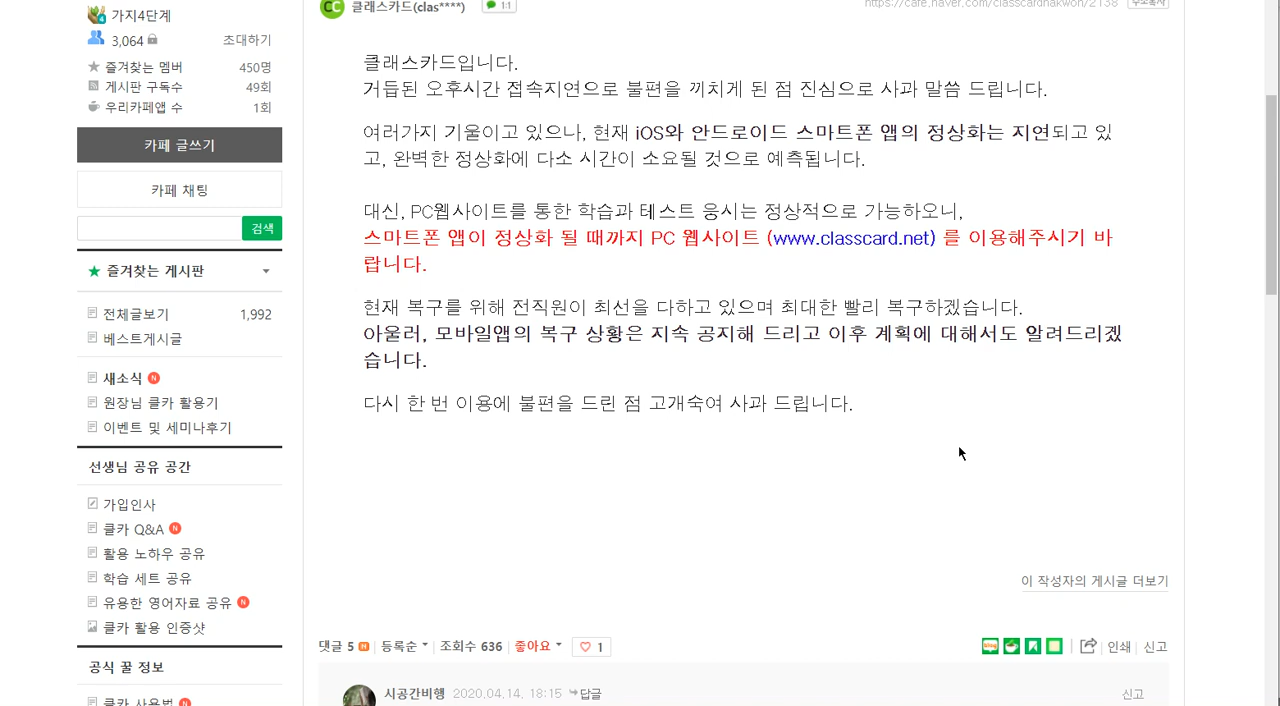 가지4단계
3,064 초대하기
즐겨찾는 멤버 450명
게시판 구독수 49회
우리카페앱 수 1회
카페 글쓰기
카페 채팅
검색
즐겨찾는 게시판
전체글보기 1,992
베스트게시글
새소식 N
원장님 클카 활용기
이벤트 및 세미나후기
선생님 공유 공간
가입인사
클카 Q&A N
활용 노하우 공유
학습 세트 공유
유용한 영어자료 공유 N
클카 활용 인증샷
공식 꿀 정보
클카 사용법 N
CC 클래스카드(clas****) 1:1
https://cafe.naver.com/classcardhakwon/2138 주소복사
클래스카드입니다.
거듭된 오후시간 접속지연으로 불편을 끼치게 된 점 진심으로 사과 말씀 드립니다.
여러가지 기울이고 있으나, 현재 iOS와 안드로이드 스마트폰 앱의 정상화는 지연되고 있
고, 완벽한 정상화에 다소 시간이 소요될 것으로 예측됩니다.
대신, PC웹사이트를 통한 학습과 테스트 응시는 정상적으로 가능하오니,
스마트폰 앱이 정상화 될 때까지 PC 웹사이트 (www.classcard.net) 를 이용해주시기 바
랍니다.
현재 복구를 위해 전직원이 최선을 다하고 있으며 최대한 빨리 복구하겠습니다.
아울러, 모바일앱의 복구 상황은 지속 공지해 드리고 이후 계획에 대해서도 알려드리겠
습니다.
다시 한 번 이용에 불편을 드린 점 고개숙여 사과 드립니다.
이 작성자의 게시글 더보기
댓글 5 N 등록순 조회수 636 좋아요 1
blog 인쇄 신고
시공간비행 2020.04.14. 18:15 답글 신고